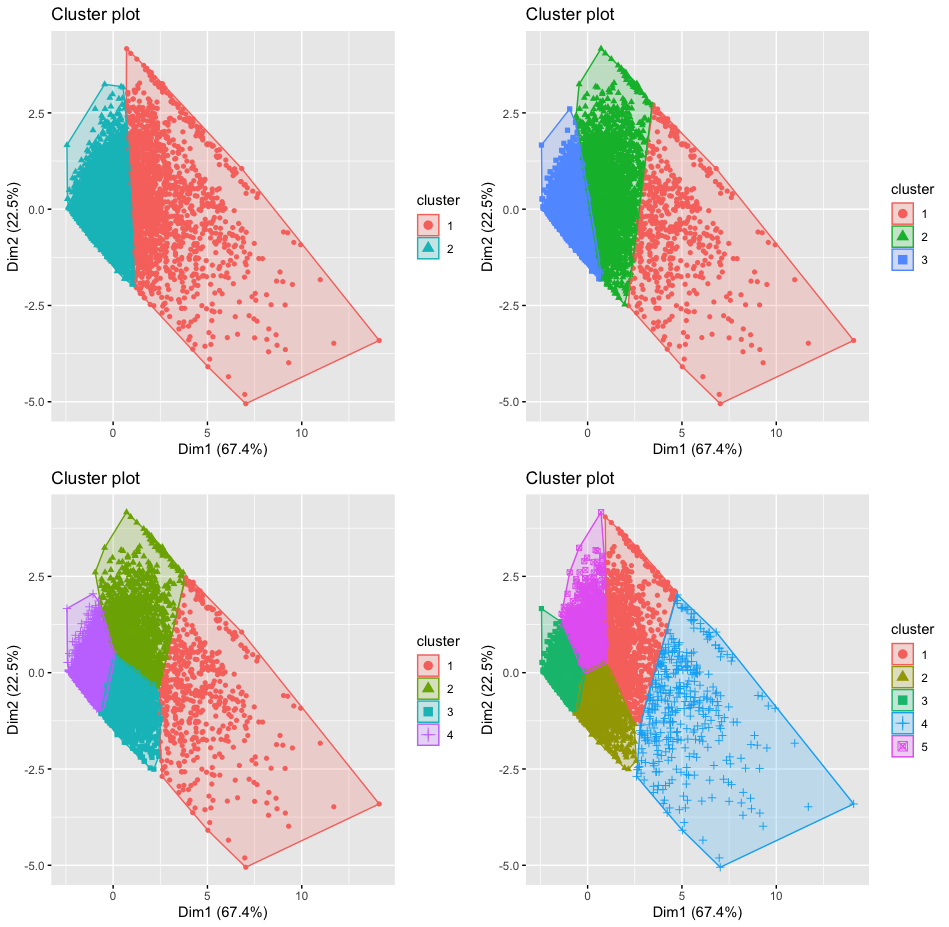 Cluster plot
2.5
0.0
-2.5
-5.0
Dim2 (22.5%)
0 5 10
Dim1 (67.4%)
cluster
1
2
Cluster plot
2.5
0.0
-2.5
-5.0
Dim2 (22.5%)
0 5 10
Dim1 (67.4%)
cluster
1
2
3
Cluster plot
2.5
0.0
-2.5
-5.0
Dim2 (22.5%)
0 5 10
Dim1 (67.4%)
cluster
1
2
3
4
Cluster plot
2.5
0.0
-2.5
-5.0
Dim2 (22.5%)
0 5 10
Dim1 (67.4%)
cluster
1
2
3
4
5